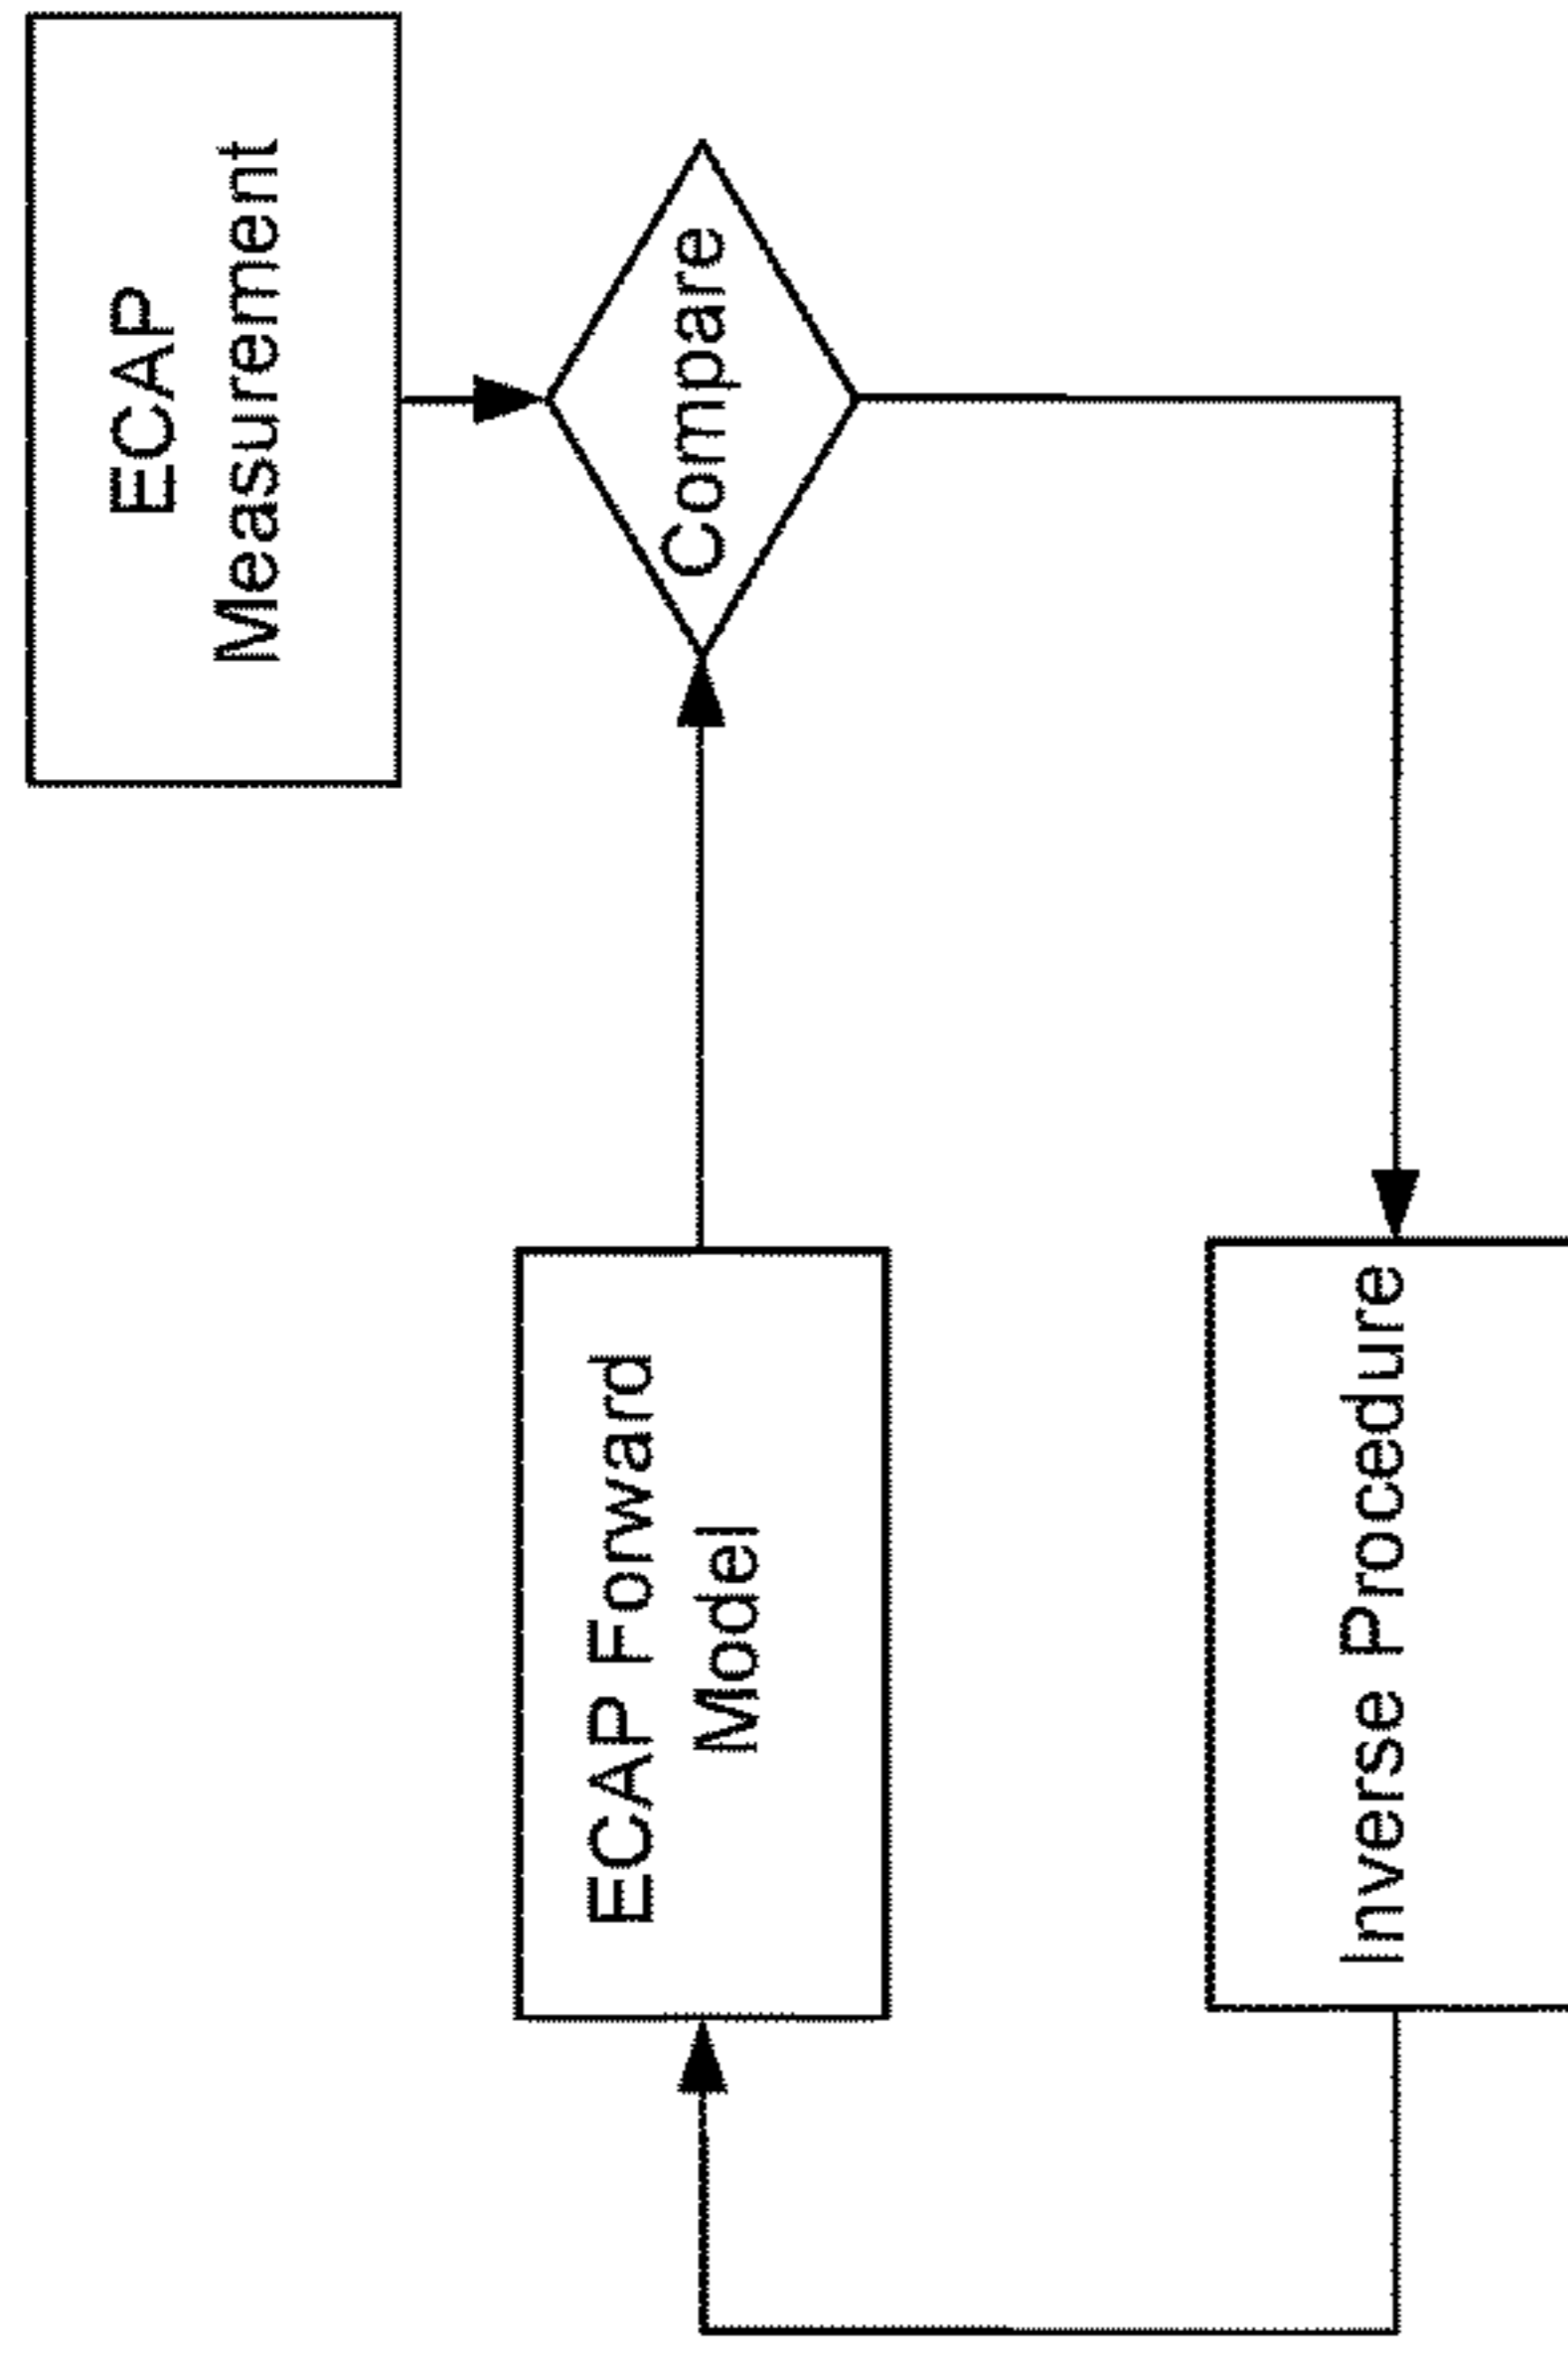 ECAP
Measurement
Compare
ECAP Forward
Model
Inverse Procedure